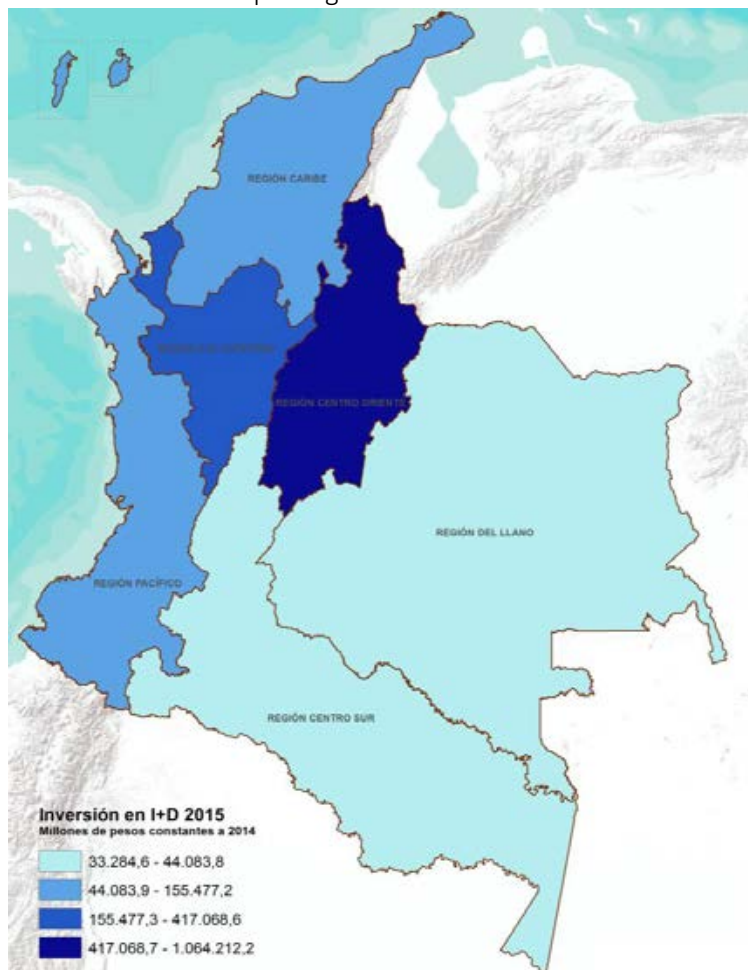 REGIÓN CARIBE
REGIÓN CENTRO ORIENTE
REGIÓN DEL LLANO
REGIÓN PACÍFICO
REGIÓN CENTRO SUR
Inversión en I+D 2015
Millones de pesos constantes a 2014
33.284,6 - 44.083,8
44.083,9 - 155.477,2
155.477,3 - 417.068,6
417.068,7 - 1.064.212,2